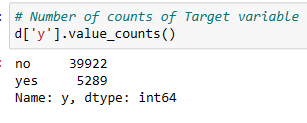 : # Number of counts of Target variable
d['y'].value_counts()
: no 39922
yes 5289
Name: y, dtype: int64